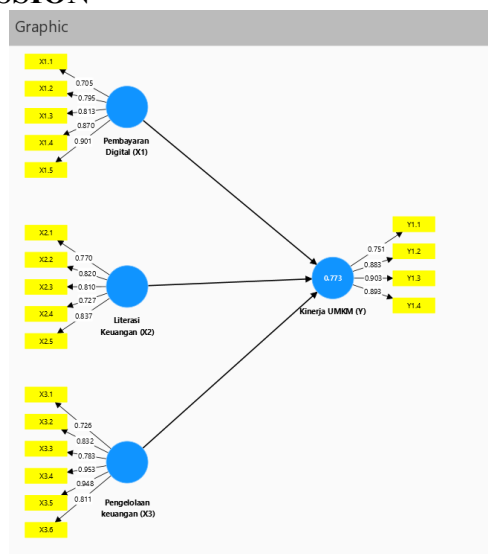 SSION
Graphic
X1.1
X1.2
X1.3
X1.4
X1.5
0.705
0.795
0.813
0.870
0.901
Pembayaran
Digital (X1)
X2.1
X2.2
X2.3
X2.4
X2.5
0.770
0.820
0.810
0.727
0.837
Literasi
Keuangan (X2)
X3.1
X3.2
X3.3
X3.4
X3.5
X3.6
0.726
0.832
0.783
0.953
0.948
0.811
Pengelolaan
keuangan (X3)
0.773
Kinerja UMKM (Y)
0.751
0.883
0.903
0.893
Y1.1
Y1.2
Y1.3
Y1.4